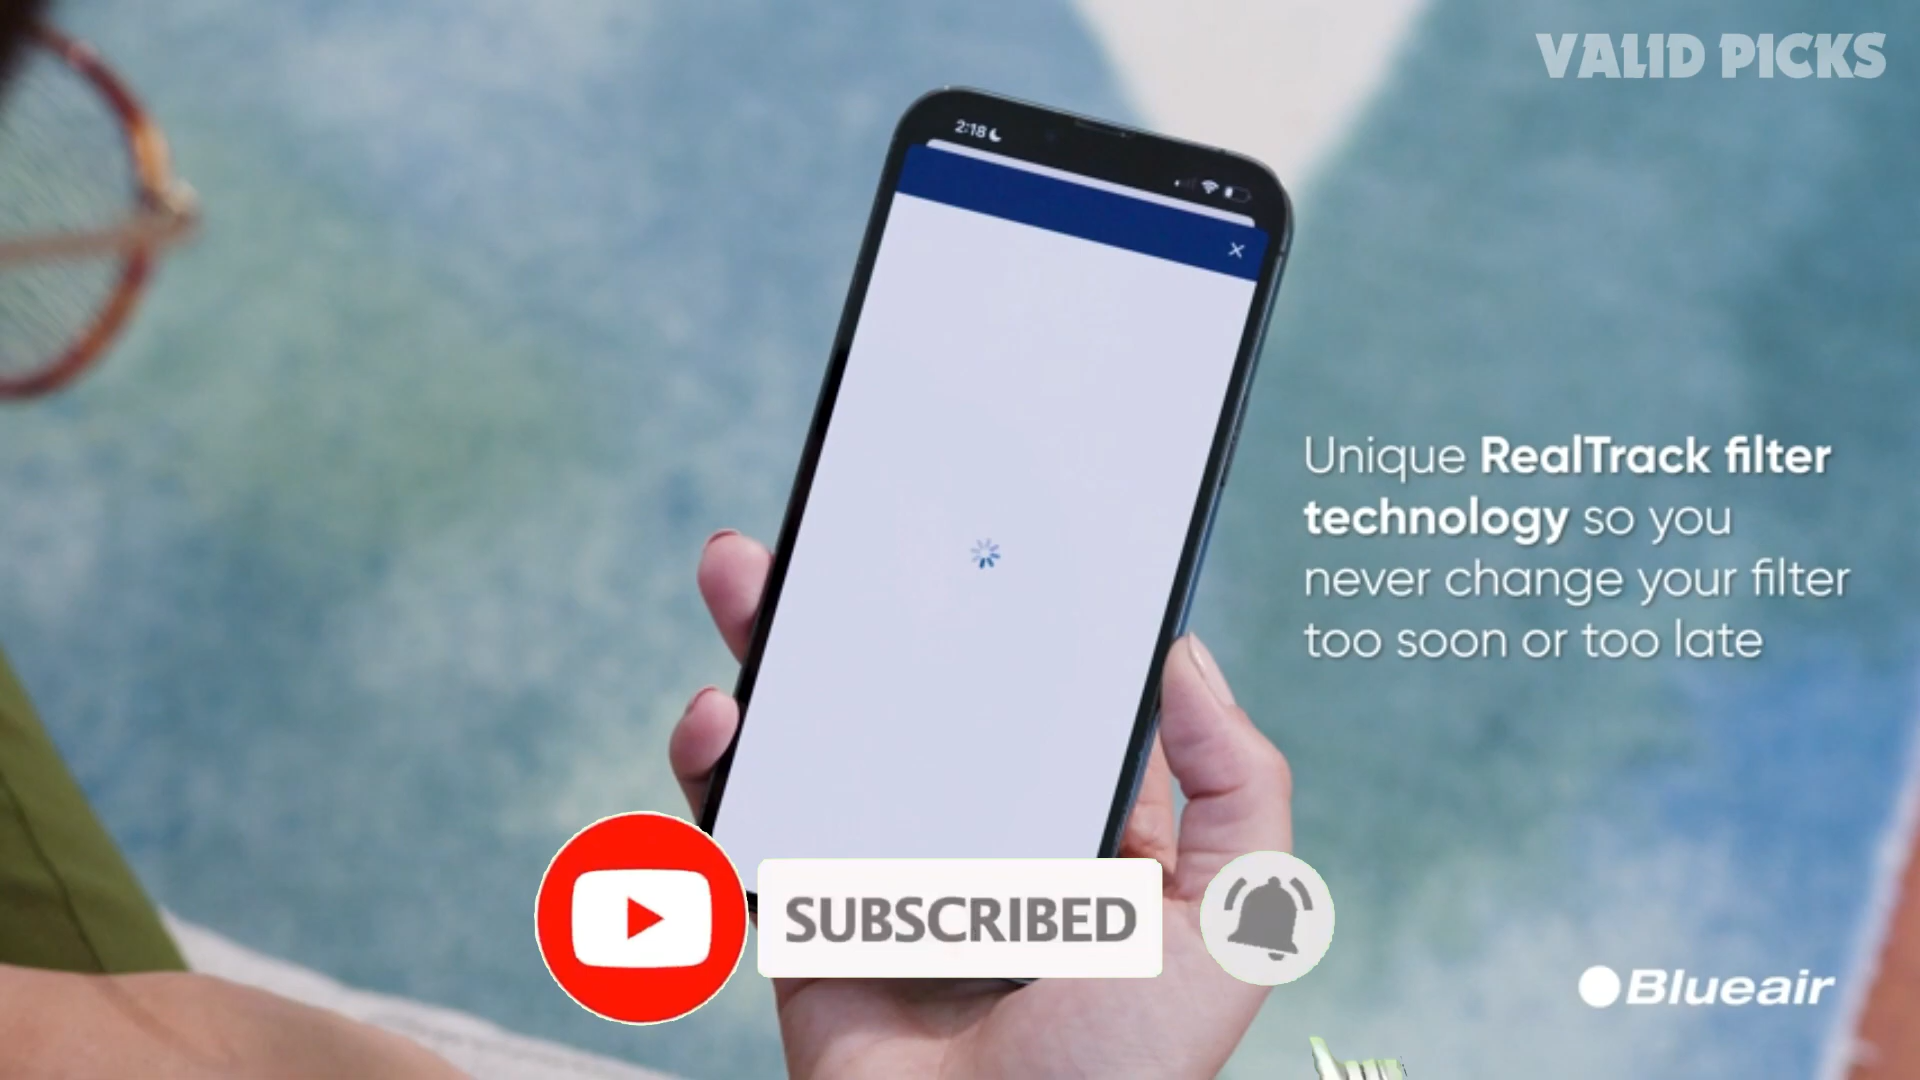 VALID PICKS
2:18
Unique RealTrack filter
technology so you
never change your filter
too soon or too late
SUBSCRIBED
Blueair